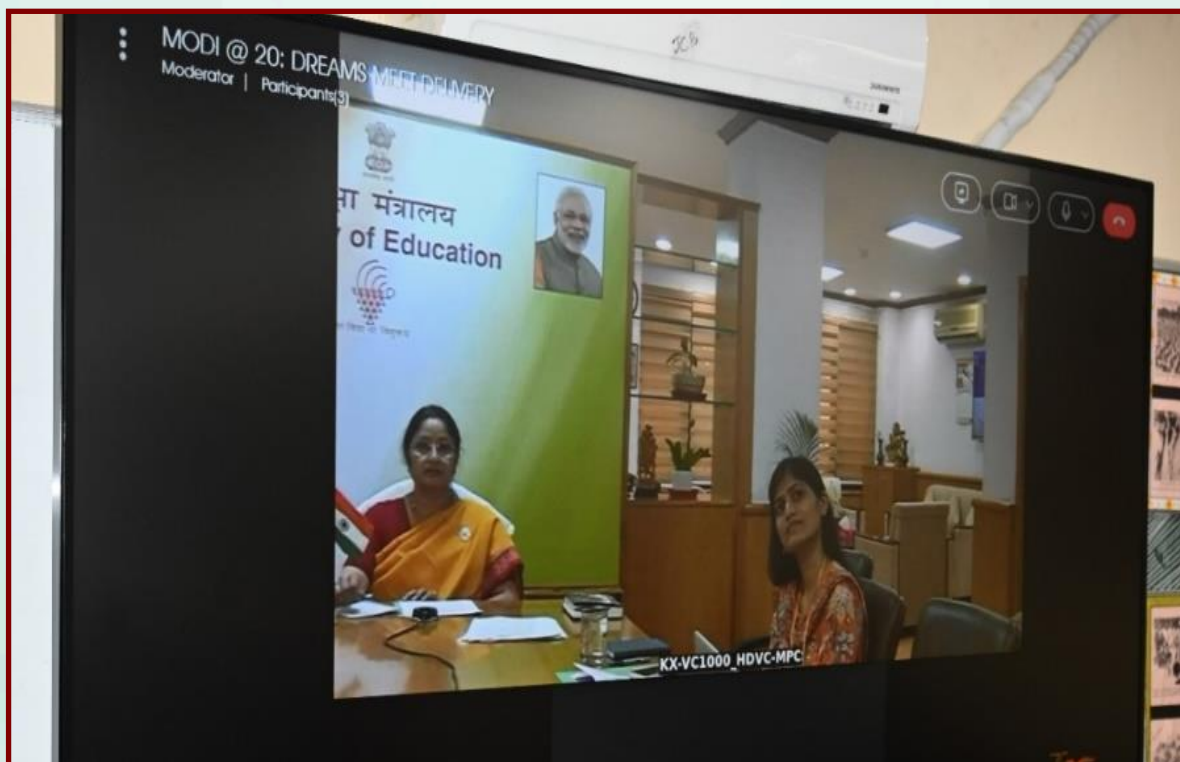 MODI @ 20: DREAMS MEET DELIVERY
Moderator | Participants[3]
क्षा मंत्रालय
of Education
KX-VC1000_HDVC-MPC